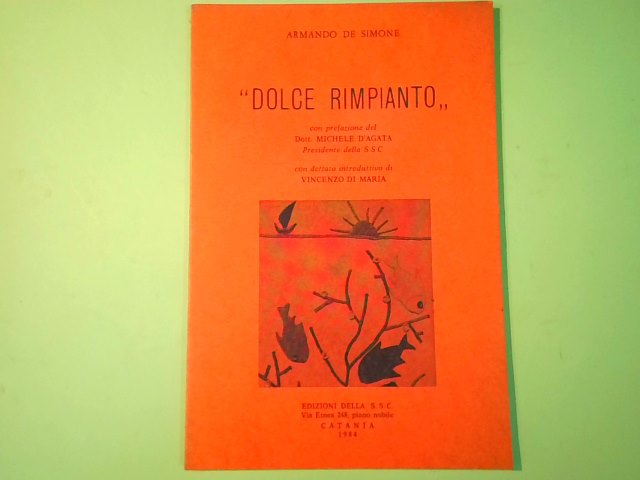 ARMANDO DE SIMONE
“DOLCE RIMPIANTO„
con prefazione del
Dott. MICHELE D'AGATA
Presidente della S.S.C
con dettato introduttivo di
VINCENZO DI MARIA
EDIZIONI DELLA S.S.C.
Via Etnea 248, piano nobile
CATANIA
1984